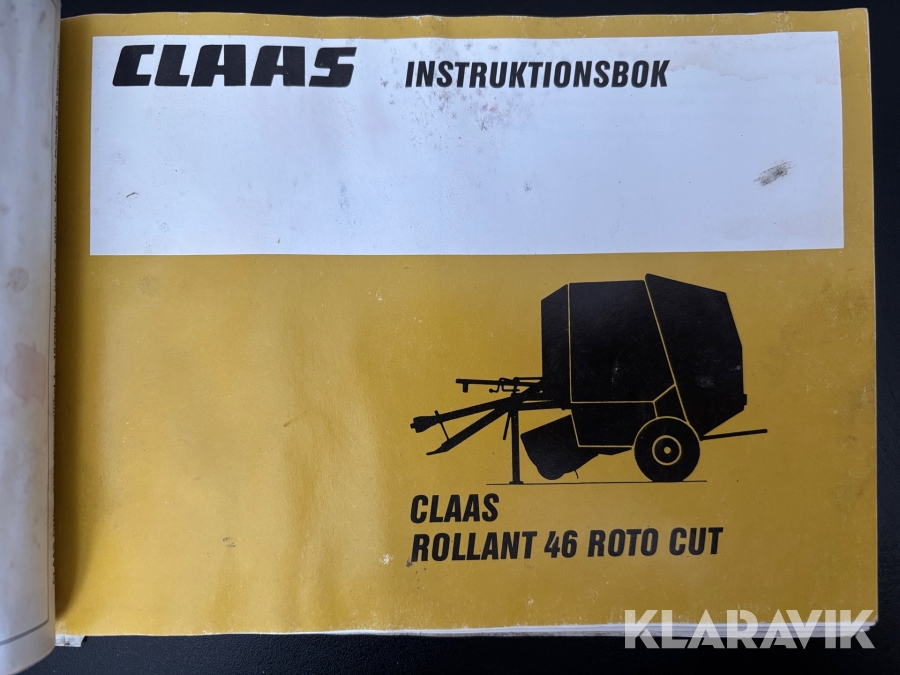 CLAAS INSTRUKTIONSBOK
CLAAS
ROLLANT 46 ROTO CUT
KLARAVIK